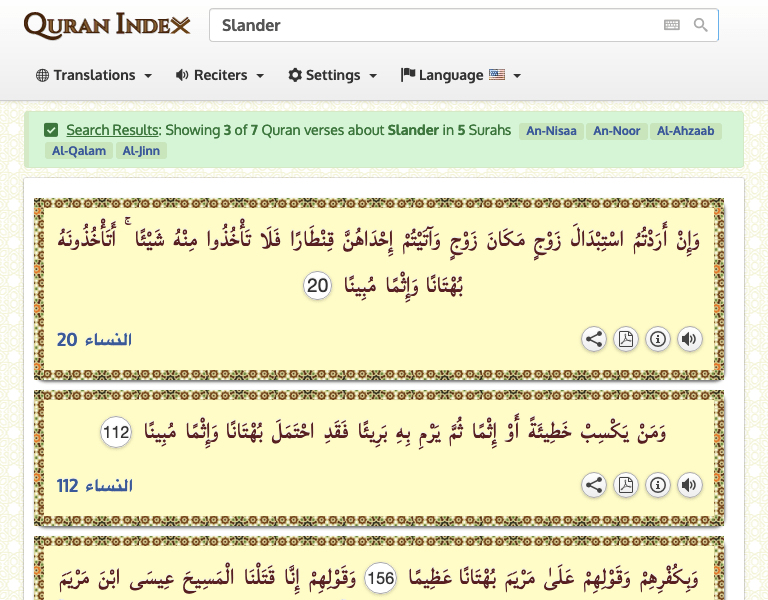 QURAN INDEX
Slander
Translations Reciters Settings Language
Search Results: Showing 3 of 7 Quran verses about Slander in 5 Surahs An-Nisaa An-Noor Al-Ahzaab
Al-Qalam Al-Jinn
وَإِنْ أَرَدْتُمُ اسْتِبْدَالَ زَوْجٍ مَكَانَ زَوْجٍ وَآتَيْتُمْ إِحْدَاهُنَّ قِنْطَارًا فَلَا تَأْخُذُوا مِنْهُ شَيْئًا ۚ أَتَأْخُذُونَهُ
بُهْتَانًا وَإِثْمًا مُبِينًا 20
النساء 20
وَمَنْ يَكْسِبْ خَطِيئَةً أَوْ إِثْمًا ثُمَّ يَرْمِ بِهِ بَرِيئًا فَقَدِ احْتَمَلَ بُهْتَانًا وَإِثْمًا مُبِينًا 112
النساء 112
وَبِكُفْرِهِمْ وَقَوْلِهِمْ عَلَىٰ مَرْيَمَ بُهْتَانًا عَظِيمًا 156 وَقَوْلِهِمْ إِنَّا قَتَلْنَا الْمَسِيحَ عِيسَى ابْنَ مَرْيَمَ